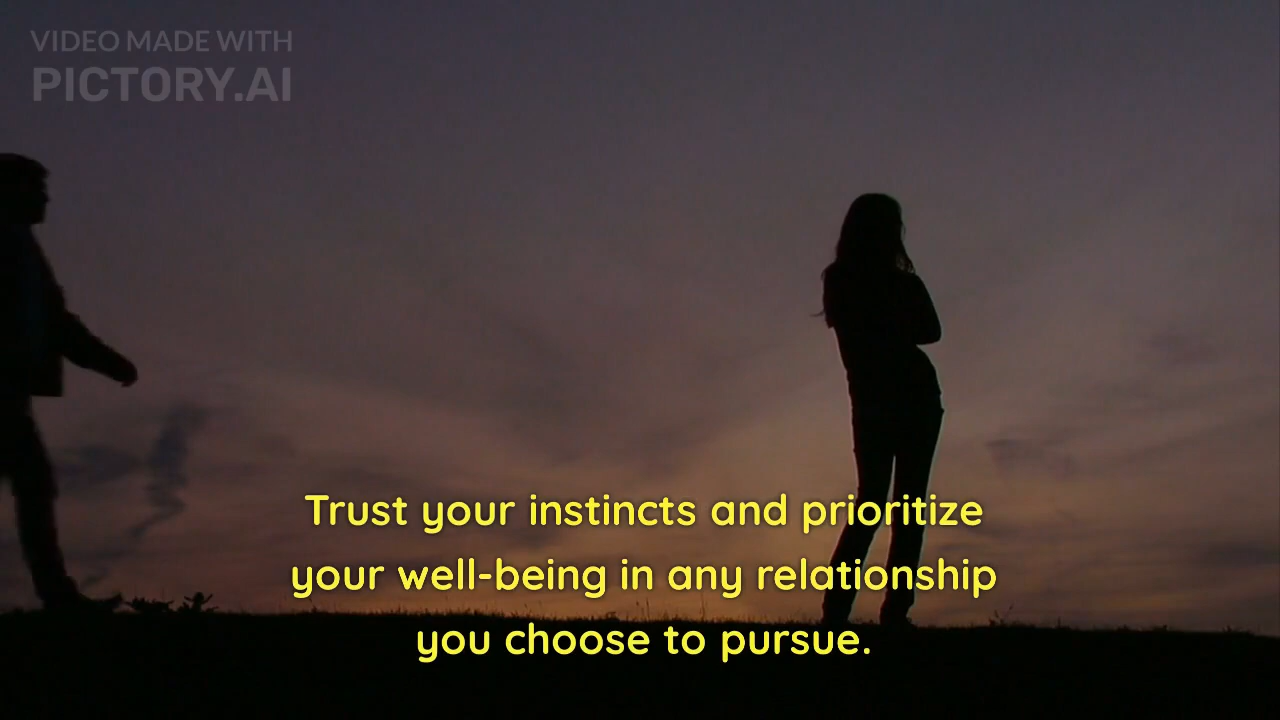 VIDEO MADE WITH
PICTORY.AI
Trust your instincts and prioritize
your well-being in any relationship
you choose to pursue.